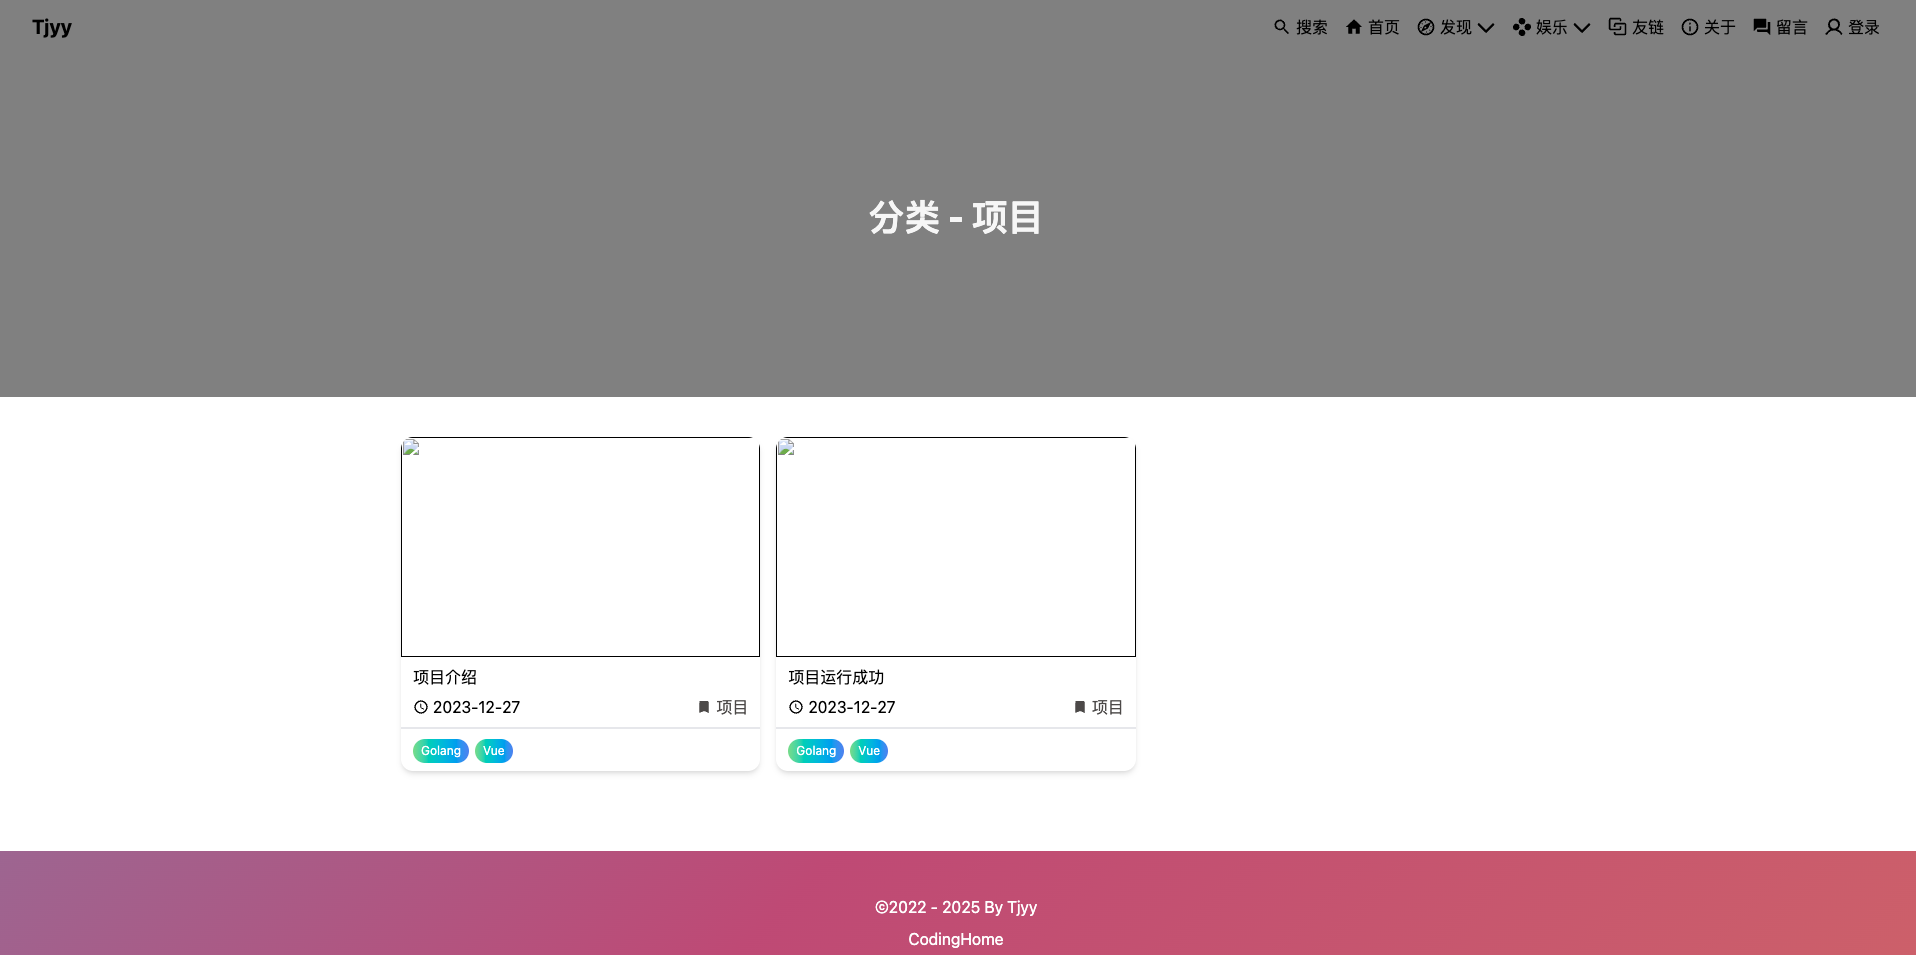 Tjyy 搜索 首页 发现 娱乐 友链 关于 留言 登录
分类 - 项目
项目介绍
2023-12-27 项目
Golang Vue
项目运行成功
2023-12-27 项目
Golang Vue
©2022 - 2025 By Tjyy
CodingHome